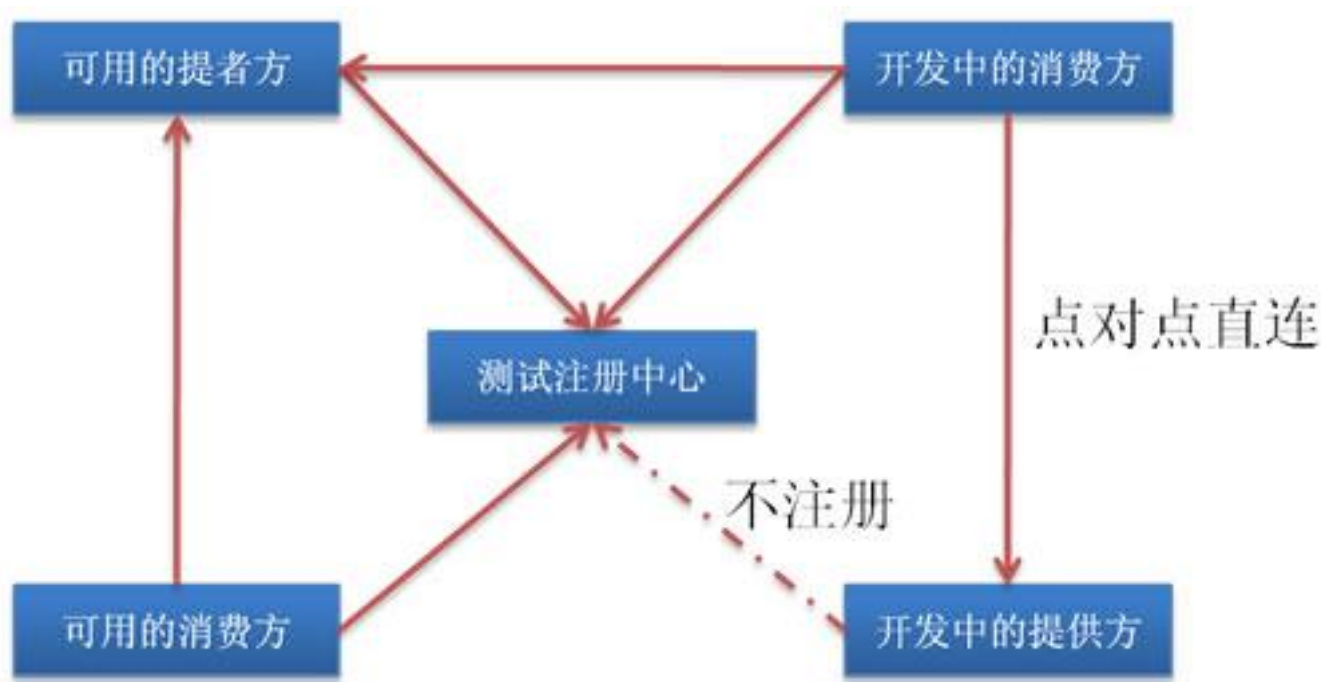 可用的提者方
开发中的消费方
点对点直连
测试注册中心
不注册
可用的消费方
开发中的提供方